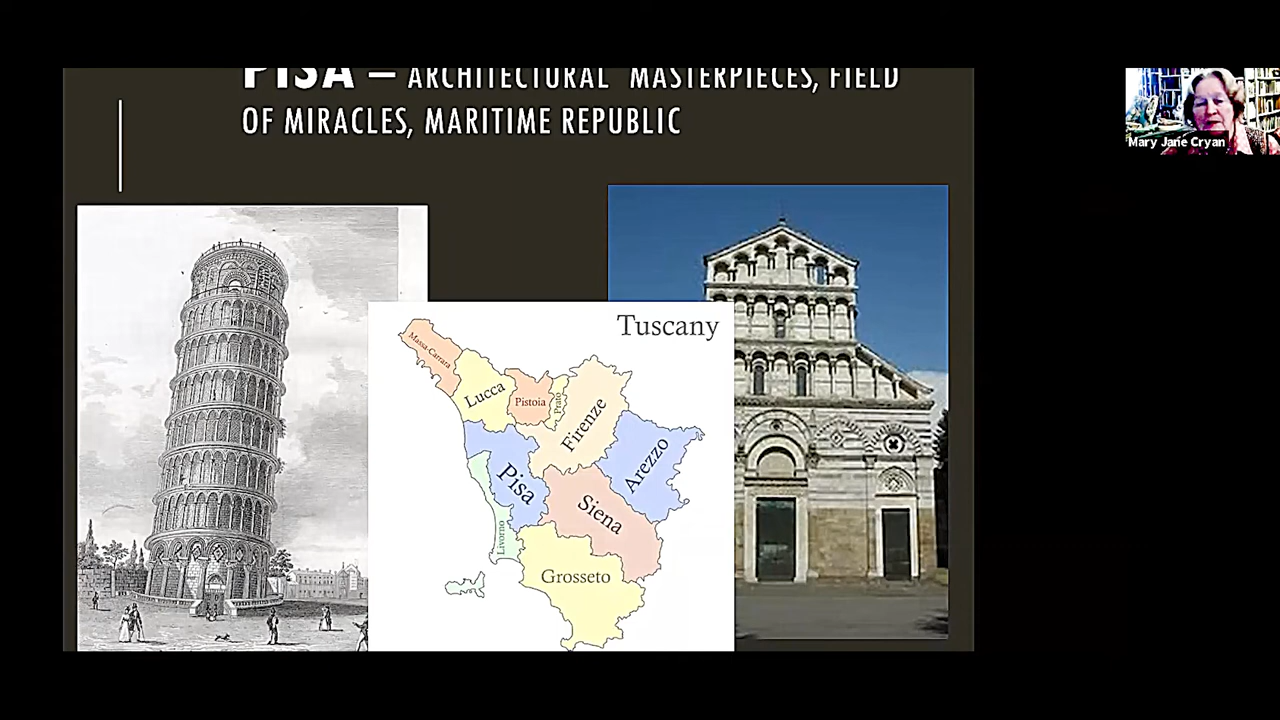 PISA – ARCHITECTURAL MASTERPIECES, FIELD
OF MIRACLES, MARITIME REPUBLIC
Mary Jane Cryan
Tuscany
Massa-Carrara
Lucca
Pistoia
Prato
Firenze
Arezzo
Pisa
Siena
Livorno
Grosseto